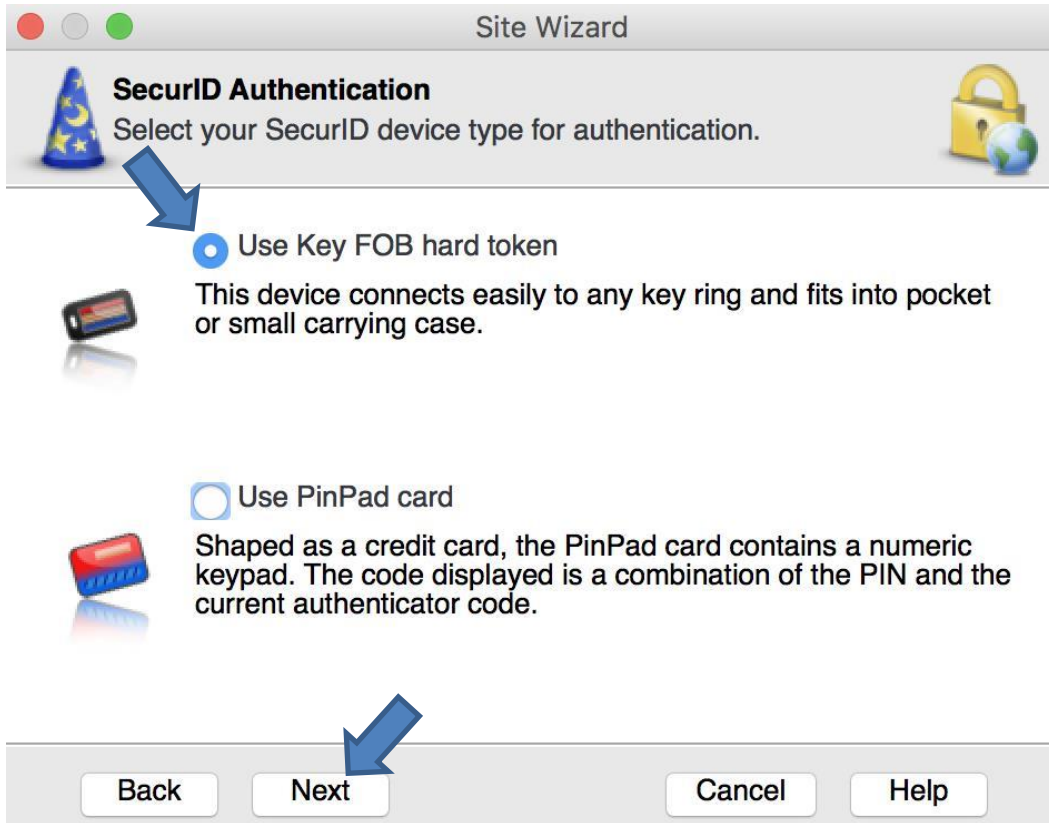 Site Wizard
SecurID Authentication
Select your SecurID device type for authentication.
Use Key FOB hard token
This device connects easily to any key ring and fits into pocket
or small carrying case.
Use PinPad card
Shaped as a credit card, the PinPad card contains a numeric
keypad. The code displayed is a combination of the PIN and the
current authenticator code.
Back Next Cancel Help